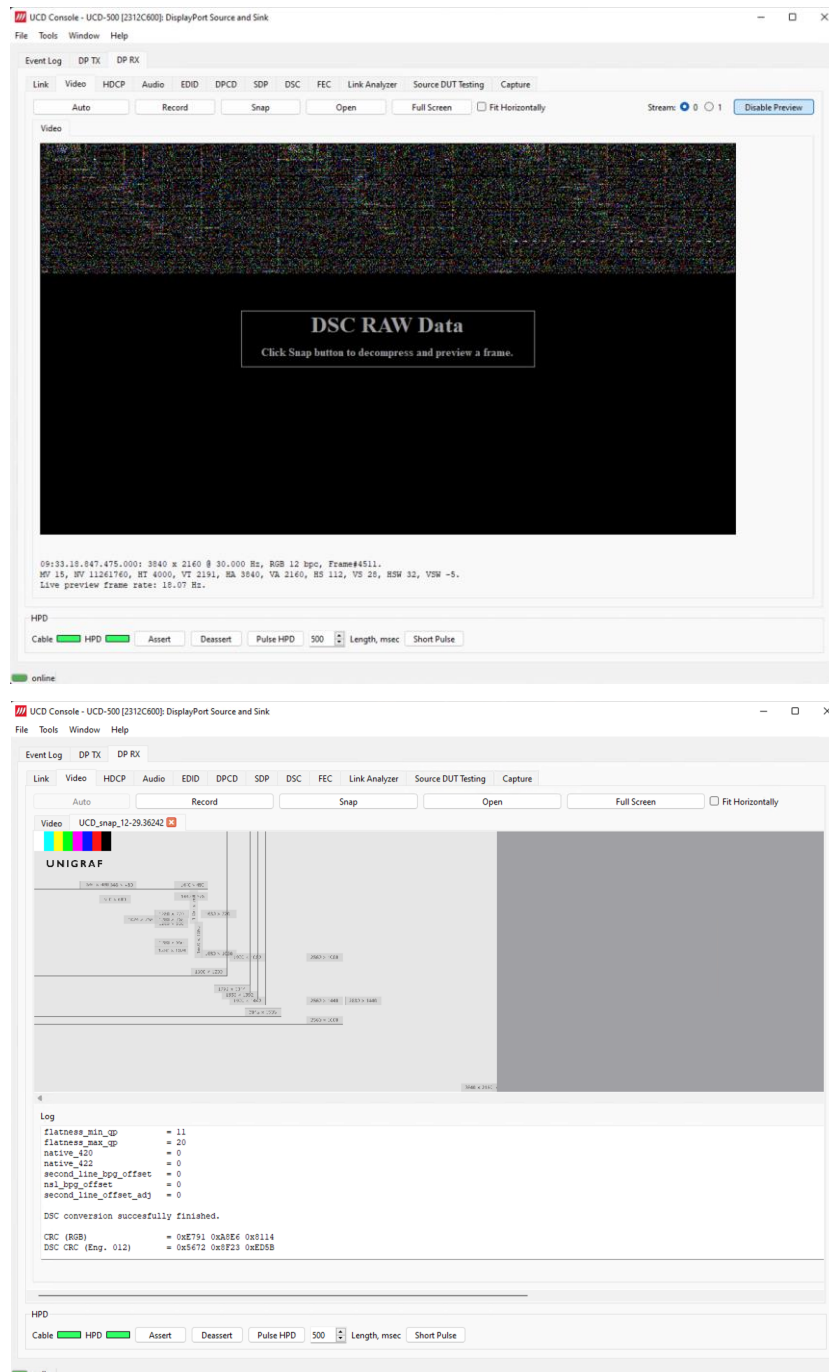 UCD Console - UCD-500 [2312C600]: DisplayPort Source and Sink
File Tools Window Help
Event Log DP TX DP RX
Link Video HDCP Audio EDID DPCD SDP DSC FEC Link Analyzer Source DUT Testing Capture
Auto Record Snap Open Full Screen Fit Horizontally Stream: 0 1 Disable Preview
Video
DSC RAW Data
Click Snap button to decompress and preview a frame.
09:33.18.847.475.000: 3840 x 2160 @ 30.000 Hz, RGB 12 bpc, Frame#4511.
MV 15, NV 11261760, HT 4000, VT 2191, HA 3840, VA 2160, HS 112, VS 28, HSW 32, VSW -5.
Live preview frame rate: 18.07 Hz.
HPD
Cable HPD Assert Deassert Pulse HPD 500 Length, msec Short Pulse
online
UCD Console - UCD-500 [2312C600]: DisplayPort Source and Sink
File Tools Window Help
Event Log DP TX DP RX
Link Video HDCP Audio EDID DPCD SDP DSC FEC Link Analyzer Source DUT Testing Capture
Auto Record Snap Open Full Screen Fit Horizontally
Video UCD_snap_12-29.36242
UNIGRAF
Log
flatness_min_qp = 11
flatness_max_qp = 20
native_420 = 0
native_422 = 0
second_line_bpg_offset = 0
nsl_bpg_offset = 0
second_line_offset_adj = 0
DSC conversion succesfully finished.
CRC (RGB) = 0xE791 0xA8E6 0x8114
DSC CRC (Eng. 012) = 0x5672 0x8F23 0xED5B
HPD
Cable HPD Assert Deassert Pulse HPD 500 Length, msec Short Pulse